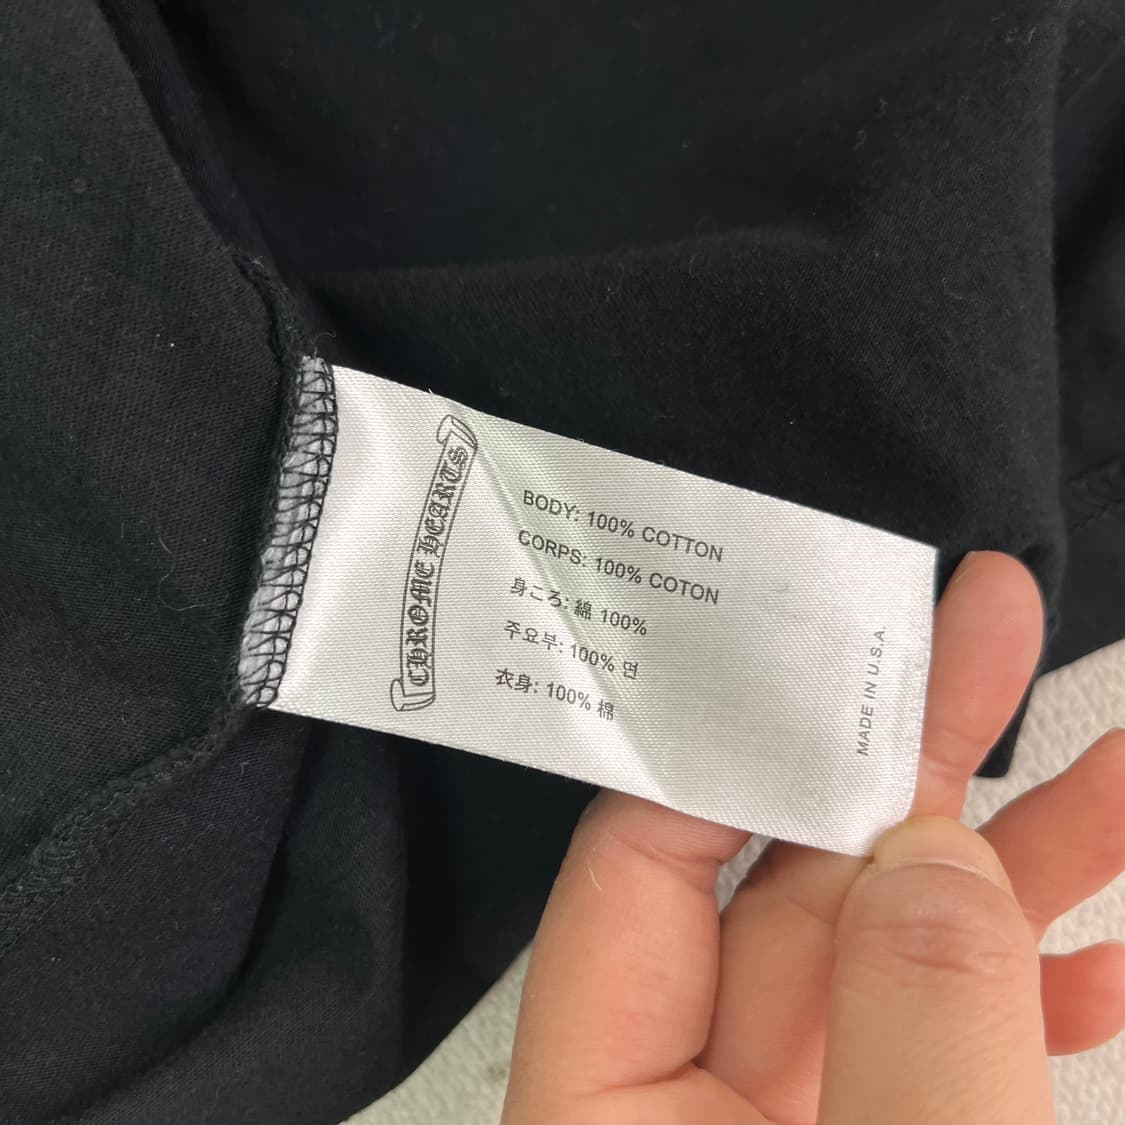 CHROME HEARTS
BODY: 100% COTTON
CORPS: 100% COTON
身ころ: 綿 100%
주요부: 100% 면
衣身: 100% 棉
MADE IN U.S.A.